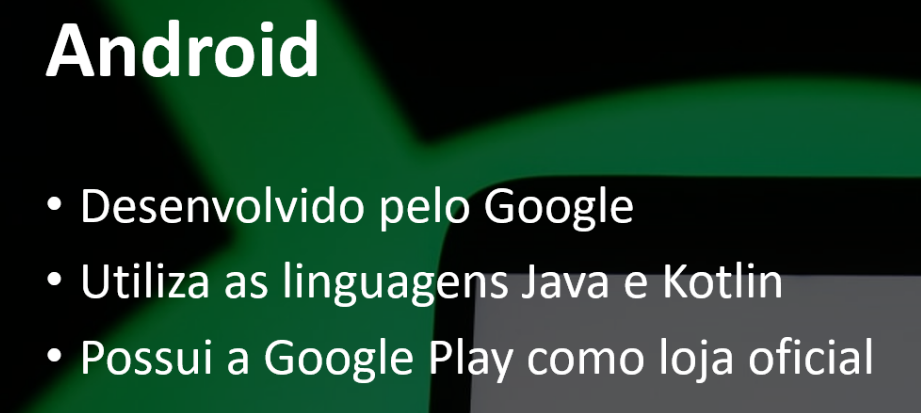 Android
• Desenvolvido pelo Google
• Utiliza as linguagens Java e Kotlin
• Possui a Google Play como loja oficial